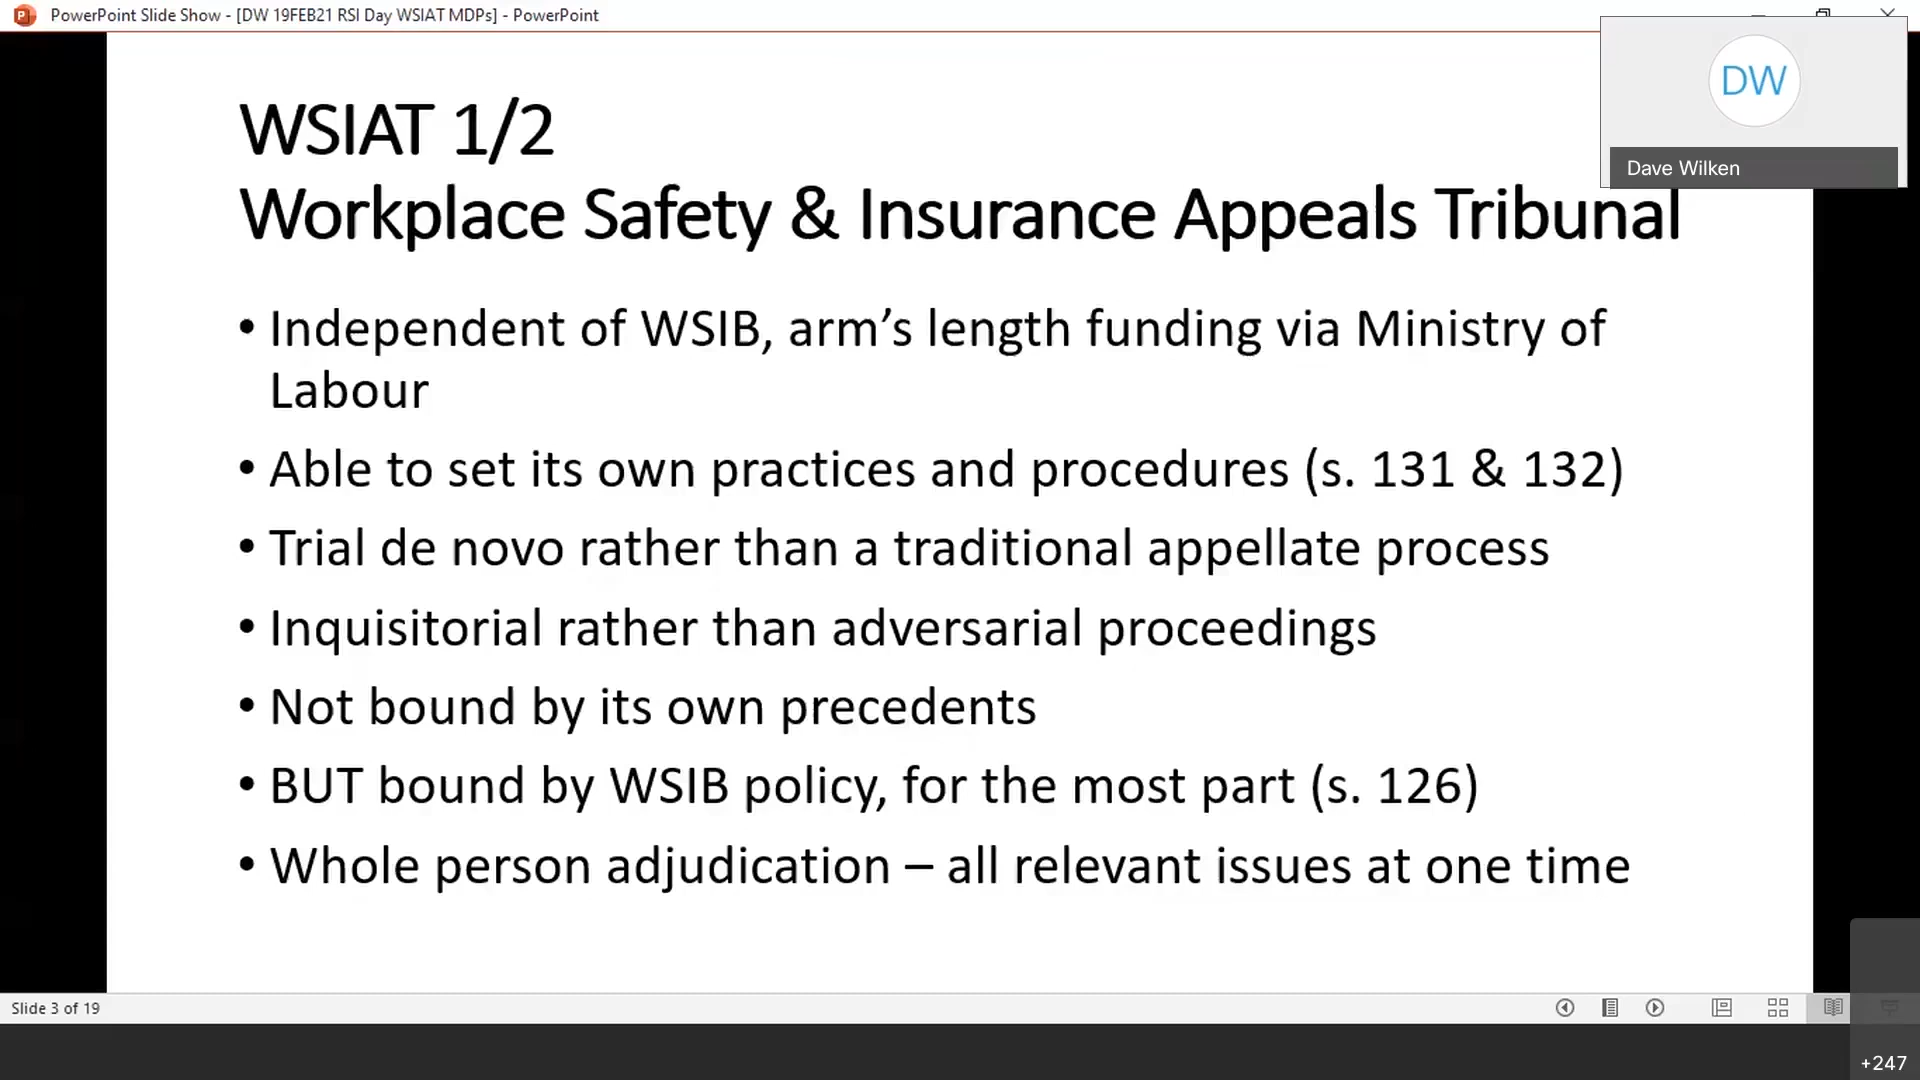 PowerPoint Slide Show - [DW 19FEB21 RSI Day WSIAT MDPs] - PowerPoint
DW
Dave Wilken
WSIAT 1/2
Workplace Safety & Insurance Appeals Tribunal
• Independent of WSIB, arm’s length funding via Ministry of
Labour
• Able to set its own practices and procedures (s. 131 & 132)
• Trial de novo rather than a traditional appellate process
• Inquisitorial rather than adversarial proceedings
• Not bound by its own precedents
• BUT bound by WSIB policy, for the most part (s. 126)
• Whole person adjudication – all relevant issues at one time
Slide 3 of 19
+247